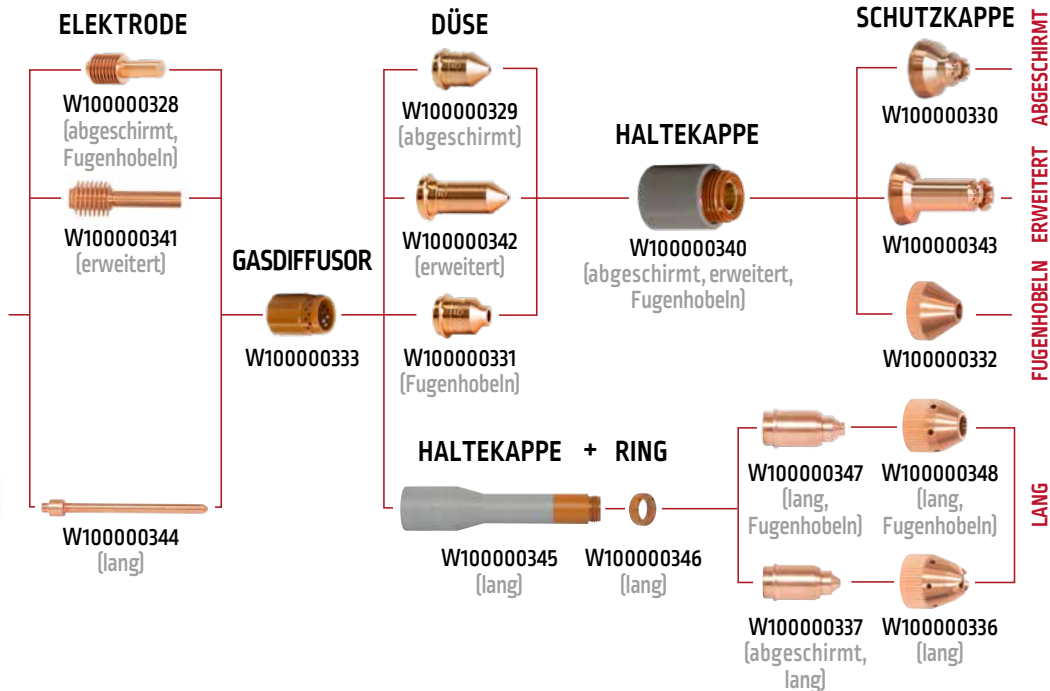 ELEKTRODE
W100000328
(abgeschirmt,
Fugenhobeln)
W100000341
(erweitert)
W100000344
(lang)
GASDIFFUSOR
W100000333
DÜSE
W100000329
(abgeschirmt)
W100000342
(erweitert)
W100000331
(Fugenhobeln)
HALTEKAPPE
W100000340
(abgeschirmt, erweitert,
Fugenhobeln)
SCHUTZKAPPE
W100000330
W100000343
W100000332
ABGESCHIRMT
ERWEITERT
FUGENHOBELN
HALTEKAPPE + RING
W100000345
(lang)
W100000346
(lang)
W100000347
(lang,
Fugenhobeln)
W100000348
(lang,
Fugenhobeln)
W100000337
(abgeschirmt,
lang)
W100000336
(lang)
LANG